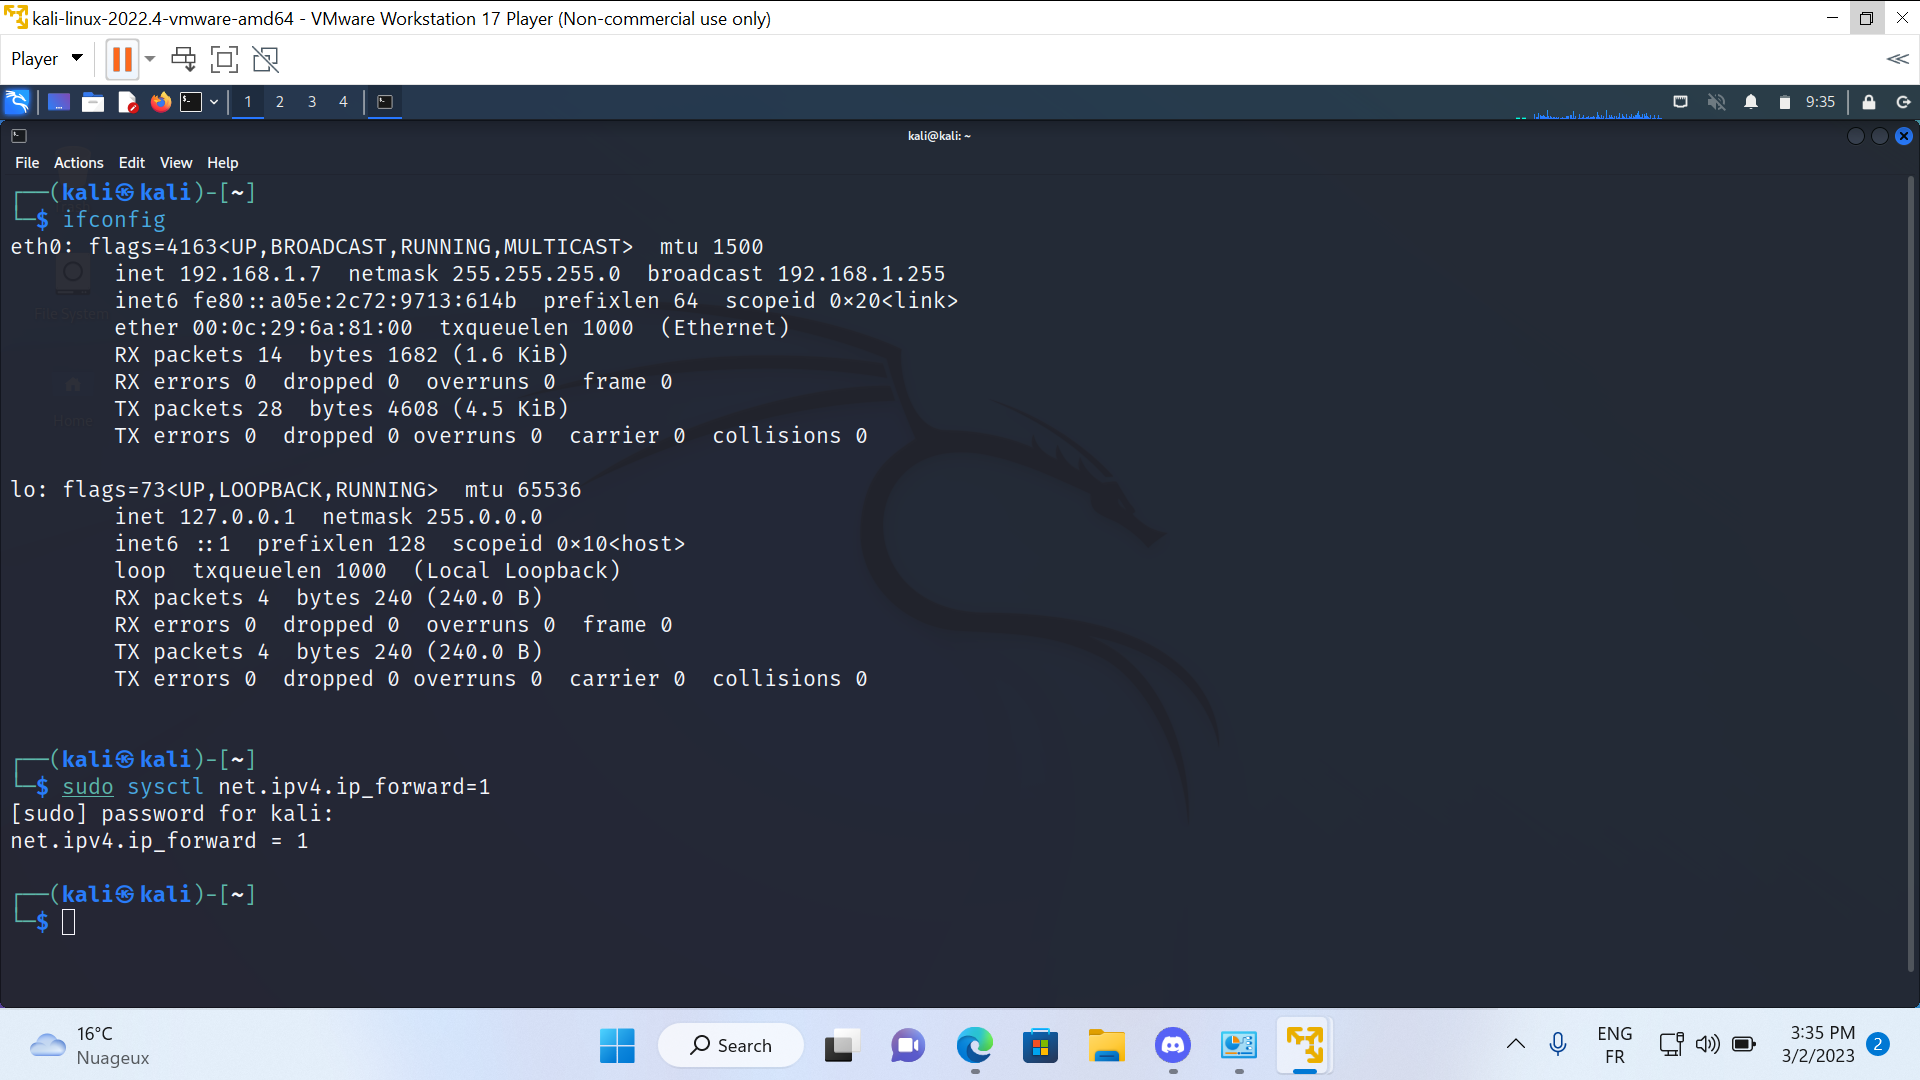 kali-linux-2022.4-vmware-amd64 - VMware Workstation 17 Player (Non-commercial use only)
Player
1 2 3 4 9:35
kali@kali: ~
File Actions Edit View Help
┌──(kali㉿kali)-[~]
└─$ ifconfig
eth0: flags=4163<UP,BROADCAST,RUNNING,MULTICAST>  mtu 1500
        inet 192.168.1.7  netmask 255.255.255.0  broadcast 192.168.1.255
        inet6 fe80::a05e:2c72:9713:614b  prefixlen 64  scopeid 0×20<link>
        ether 00:0c:29:6a:81:00  txqueuelen 1000  (Ethernet)
        RX packets 14  bytes 1682 (1.6 KiB)
        RX errors 0  dropped 0  overruns 0  frame 0
        TX packets 28  bytes 4608 (4.5 KiB)
        TX errors 0  dropped 0 overruns 0  carrier 0  collisions 0
lo: flags=73<UP,LOOPBACK,RUNNING>  mtu 65536
        inet 127.0.0.1  netmask 255.0.0.0
        inet6 ::1  prefixlen 128  scopeid 0×10<host>
        loop  txqueuelen 1000  (Local Loopback)
        RX packets 4  bytes 240 (240.0 B)
        RX errors 0  dropped 0  overruns 0  frame 0
        TX packets 4  bytes 240 (240.0 B)
        TX errors 0  dropped 0 overruns 0  carrier 0  collisions 0
┌──(kali㉿kali)-[~]
└─$ sudo sysctl net.ipv4.ip_forward=1
[sudo] password for kali:
net.ipv4.ip_forward = 1
┌──(kali㉿kali)-[~]
└─$
File System
Home
16°C
Nuageux
Search
ENG
FR
3:35 PM
3/2/2023
2